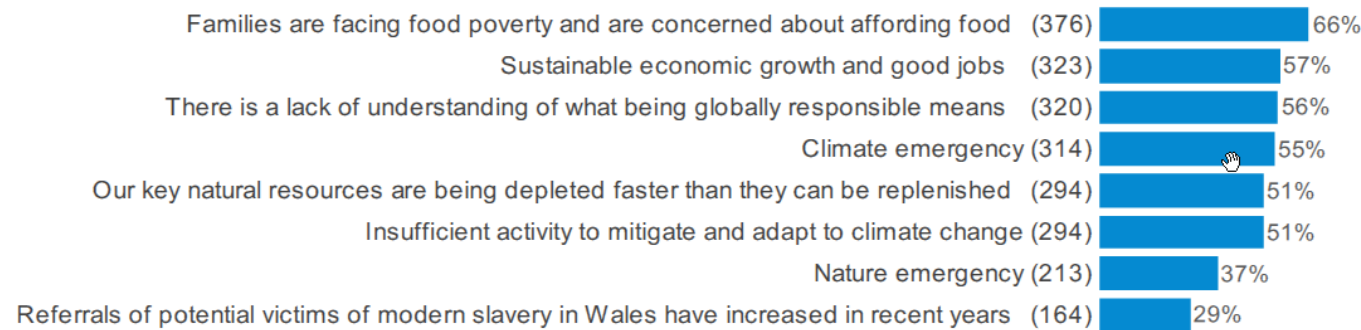 Families are facing food poverty and are concerned about affording food (376) 66%
Sustainable economic growth and good jobs (323) 57%
There is a lack of understanding of what being globally responsible means (320) 56%
Climate emergency (314) 55%
Our key natural resources are being depleted faster than they can be replenished (294) 51%
Insufficient activity to mitigate and adapt to climate change (294) 51%
Nature emergency (213) 37%
Referrals of potential victims of modern slavery in Wales have increased in recent years (164) 29%